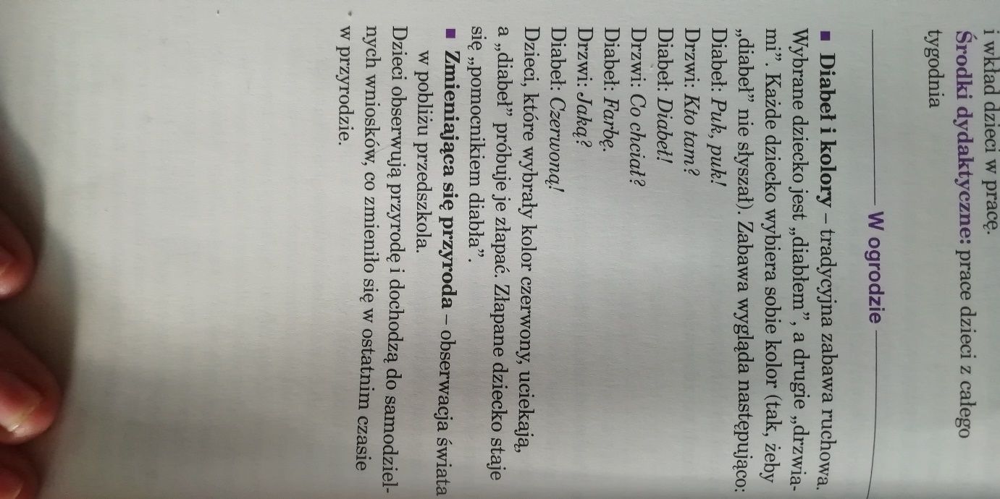 i wkład dzieci w pracę.
Środki dydaktyczne: prace dzieci z całego
tygodnia
W ogrodzie
▪ Diabeł i kolory – tradycyjna zabawa ruchowa.
Wybrane dziecko jest „diabłem”, a drugie „drzwia-
mi”. Każde dziecko wybiera sobie kolor (tak, żeby
„diabeł” nie słyszał). Zabawa wygląda następująco:
Diabeł: Puk, puk!
Drzwi: Kto tam?
Diabeł: Diabeł!
Drzwi: Co chciał?
Diabeł: Farbę.
Drzwi: Jaką?
Diabeł: Czerwoną!
Dzieci, które wybrały kolor czerwony, uciekają,
a „diabeł” próbuje je złapać. Złapane dziecko staje
się „pomocnikiem diabła”.
▪ Zmieniająca się przyroda – obserwacja świata
w pobliżu przedszkola.
Dzieci obserwują przyrodę i dochodzą do samodziel-
nych wniosków, co zmieniło się w ostatnim czasie
w przyrodzie.